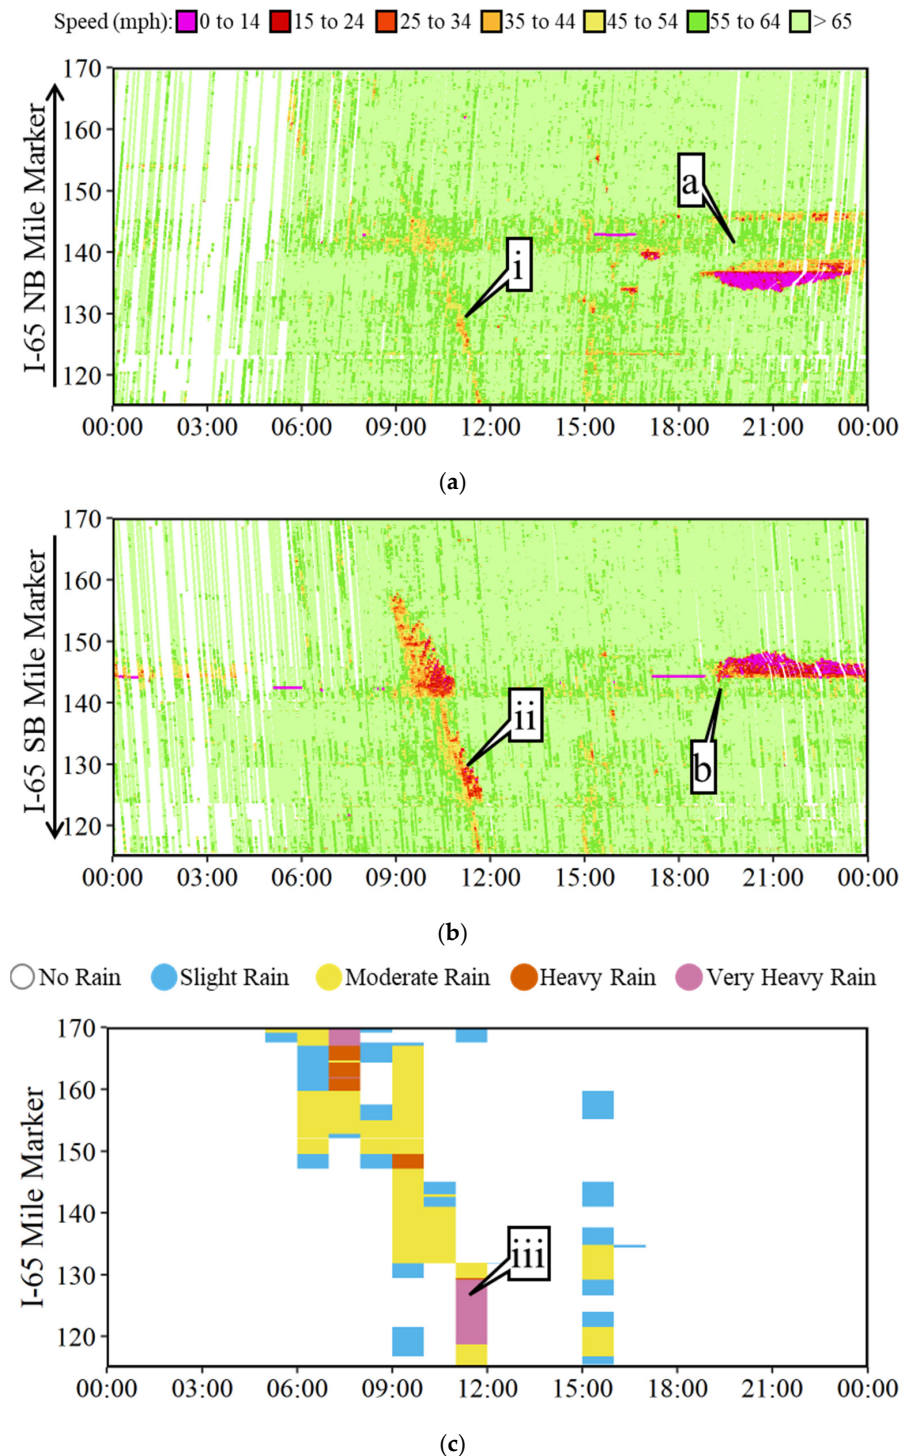 Speed (mph): 0 to 14 15 to 24 25 to 34 35 to 44 45 to 54 55 to 64 > 65
I-65 NB Mile Marker
170
160
150
140
130
120
a
i
00:00 03:00 06:00 09:00 12:00 15:00 18:00 21:00 00:00
(a)
I-65 SB Mile Marker
170
160
150
140
130
120
ii
b
00:00 03:00 06:00 09:00 12:00 15:00 18:00 21:00 00:00
(b)
No Rain Slight Rain Moderate Rain Heavy Rain Very Heavy Rain
I-65 Mile Marker
170
160
150
140
130
120
iii
00:00 03:00 06:00 09:00 12:00 15:00 18:00 21:00 00:00
(c)